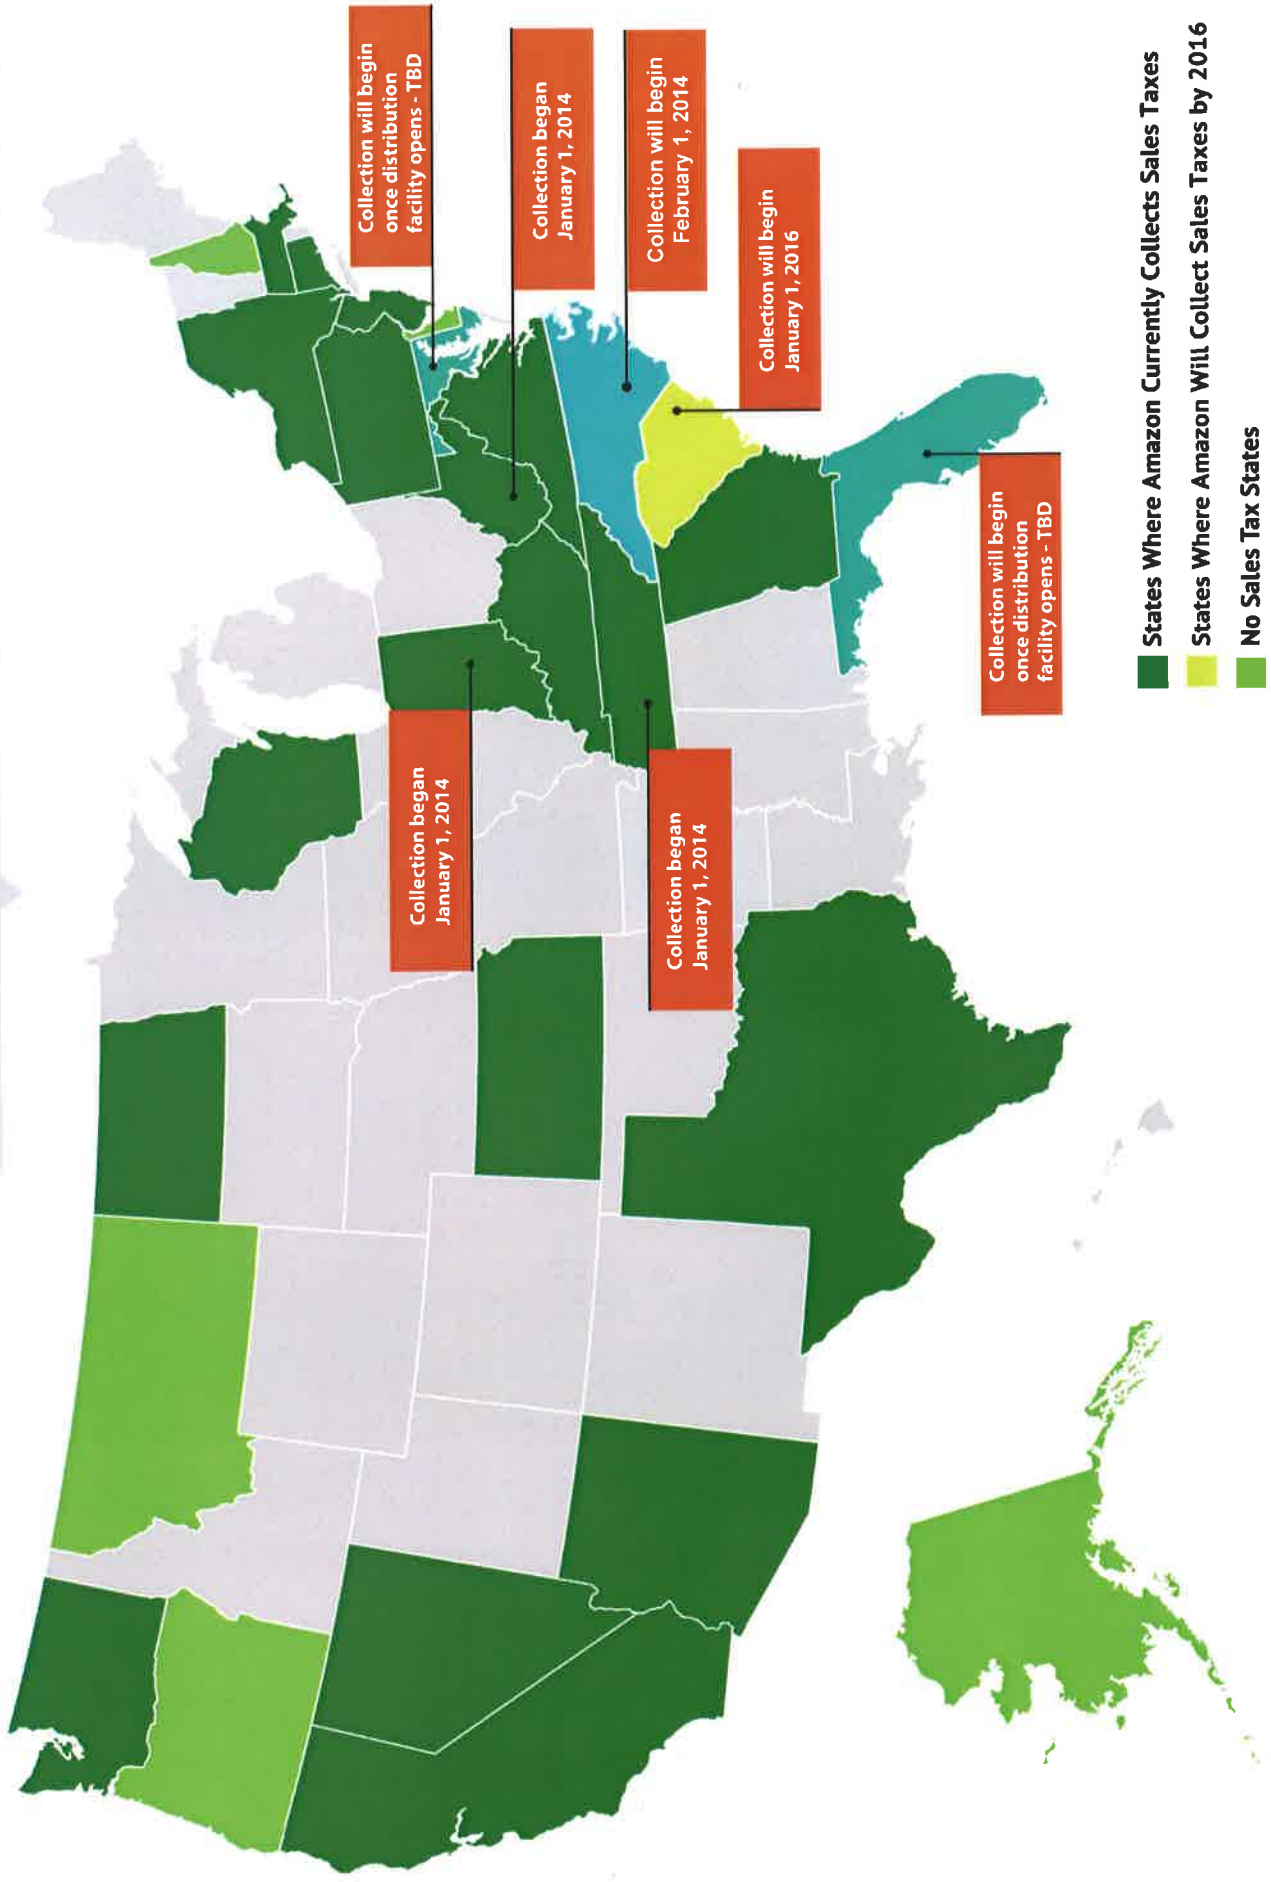 Collection will begin
once distribution
facility opens - TBD
Collection began
January 1, 2014
Collection will begin
February 1, 2014
Collection will begin
January 1, 2016
Collection began
January 1, 2014
Collection began
January 1, 2014
Collection will begin
once distribution
facility opens - TBD
States Where Amazon Currently Collects Sales Taxes
States Where Amazon Will Collect Sales Taxes by 2016
No Sales Tax States